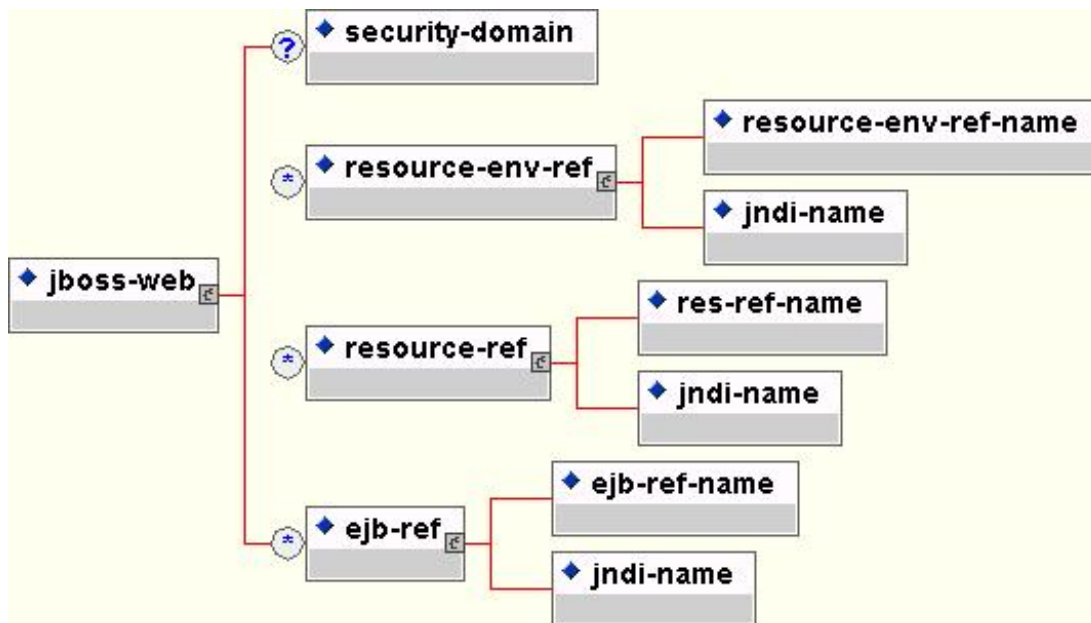 security-domain
?
resource-env-ref-name
*
resource-env-ref
jndi-name
jboss-web
res-ref-name
*
resource-ref
jndi-name
ejb-ref-name
*
ejb-ref
jndi-name